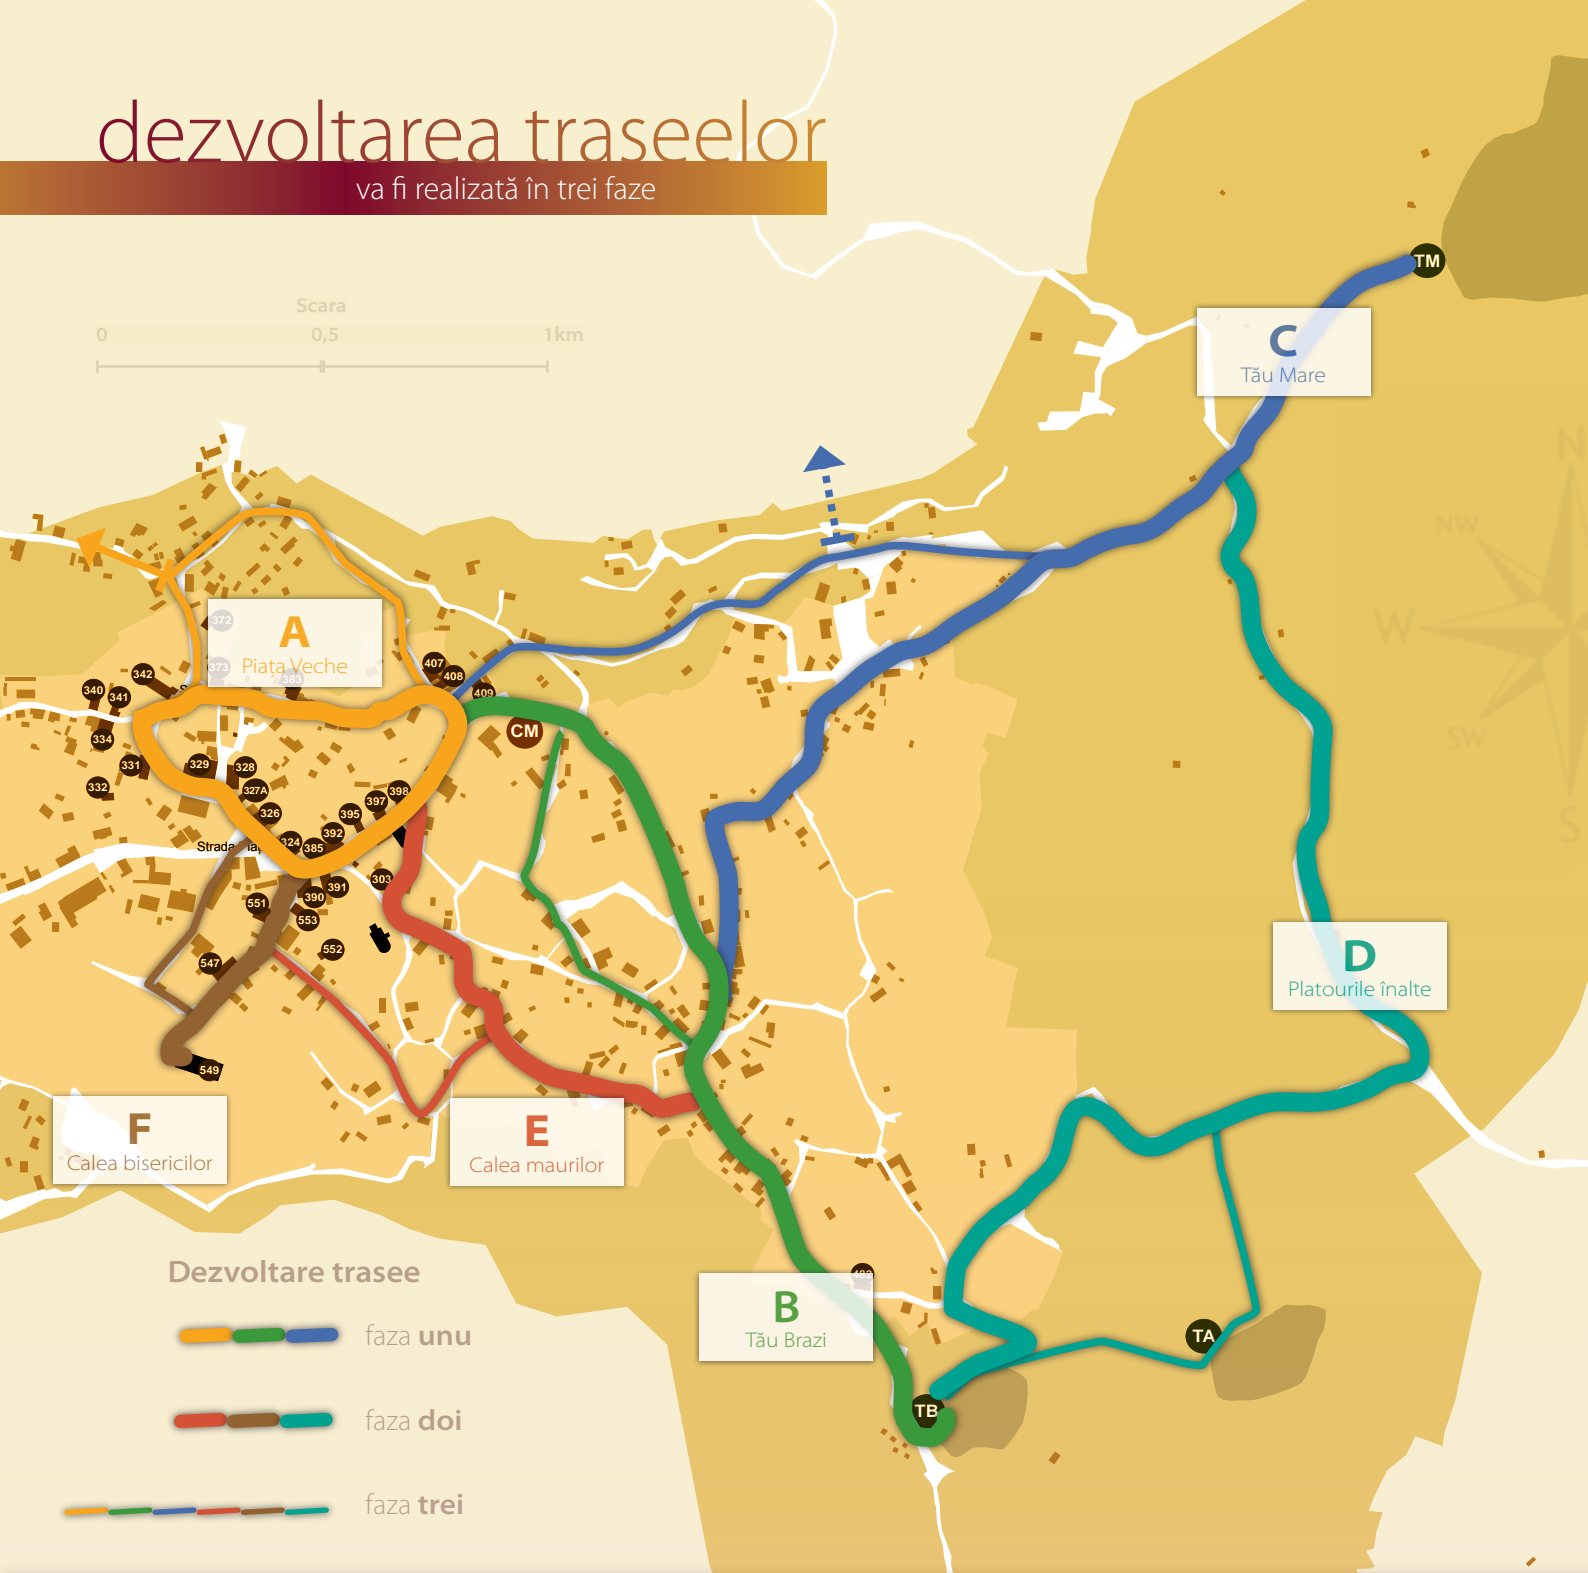 dezvoltarea traseelor
va fi realizată în trei faze
Scara
0 0,5 1km
TM
C
Tău Mare
N
NW
W
SW
S
372
A
373 Piața Veche
383
342
340
341
334
331
332
407
408
409
CM
329
328
327A
326
324
385
392
395
397
398
303
391
390
551
553
552
547
549
D
Platourile înalte
F
Calea bisericilor
E
Calea maurilor
482
B
Tău Brazi
TA
TB
Dezvoltare trasee
faza unu
faza doi
faza trei